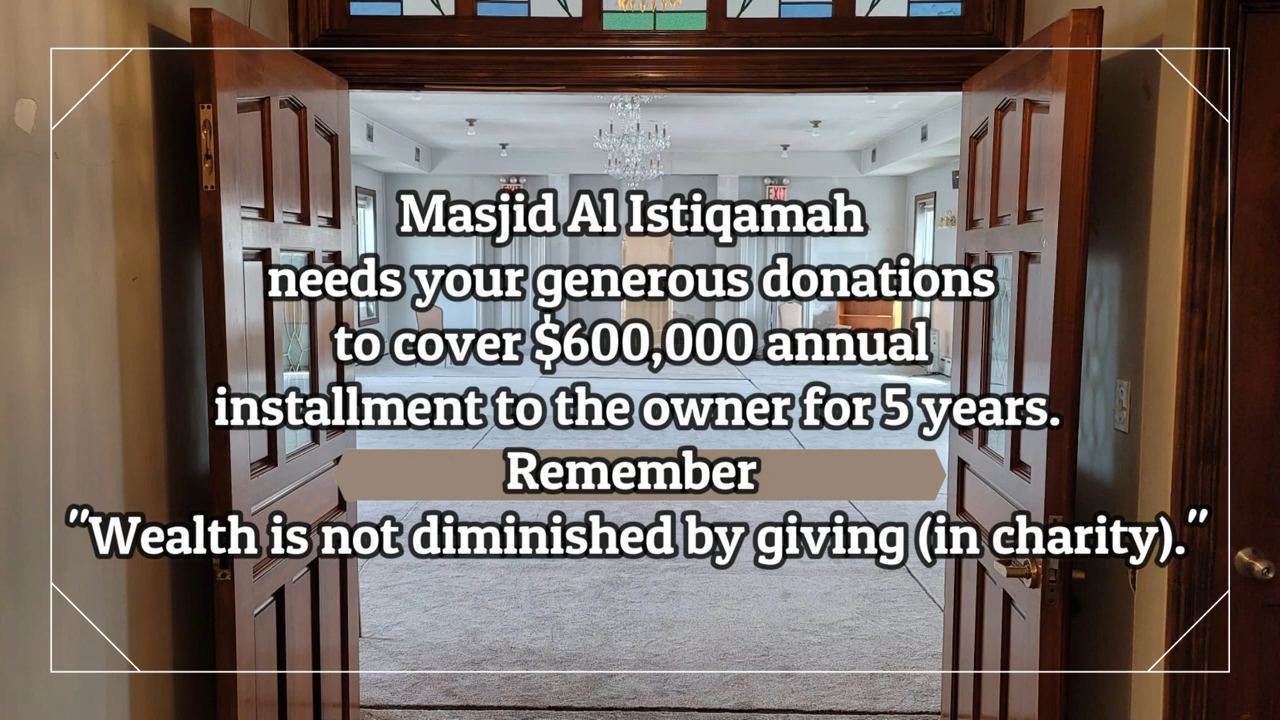 EXIT
Masjid Al Istiqamah
needs your generous donations
to cover $600,000 annual
installment to the owner for 5 years.
Remember
"Wealth is not diminished by giving (in charity)."